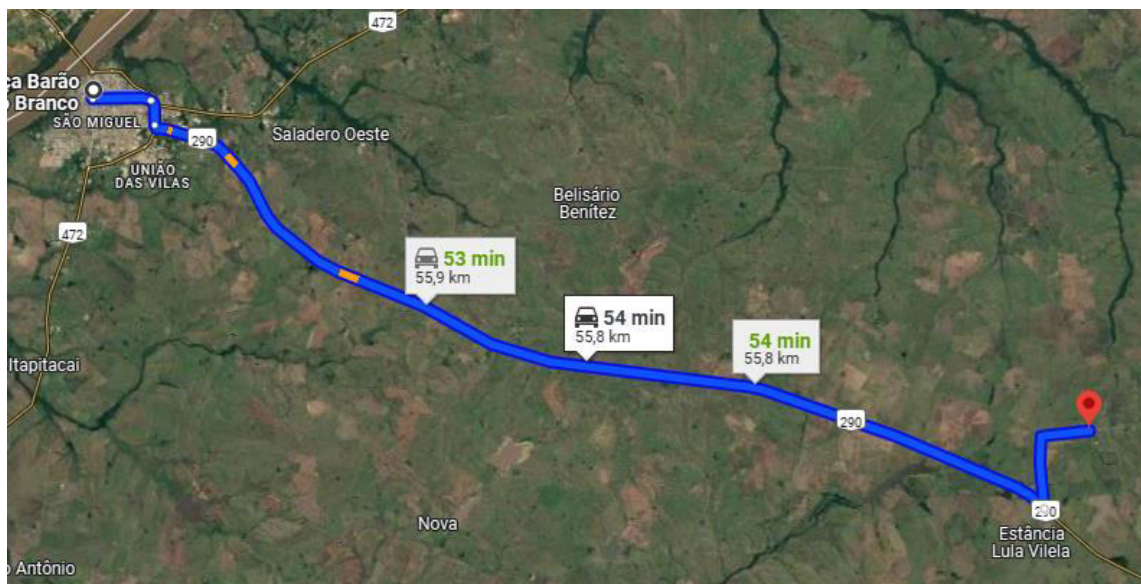 472
ça Barão
o Branco
SÃO MIGUEL
290
Saladero Oeste
UNIÃO
DAS VILAS
Belisário
Benítez
472
53 min
55,9 km
54 min
55,8 km
54 min
55,8 km
Itapitacai
290
Nova
290
Estância
Lula Vilela
o Antônio